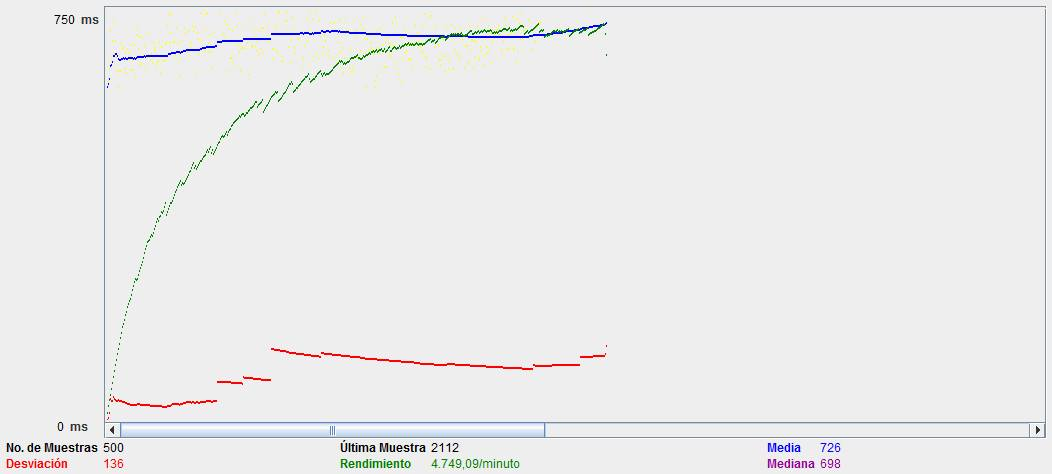 750 ms
0 ms
No. de Muestras 500 Última Muestra 2112 Media 726
Desviación 136 Rendimiento 4.749,09/minuto Mediana 698